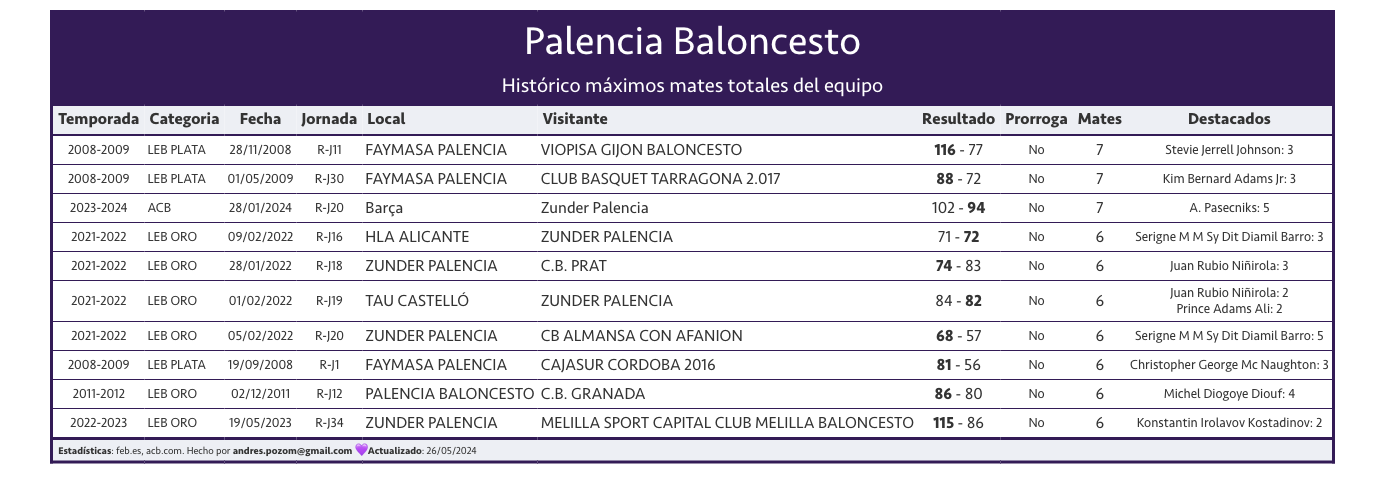 Palencia Baloncesto
Histórico máximos mates totales del equipo
Temporada Categoria Fecha Jornada Local Visitante Resultado Prorroga Mates Destacados
2008-2009 LEB PLATA 28/11/2008 R-J11 FAYMASA PALENCIA VIOPISA GIJON BALONCESTO 116 - 77 No 7 Stevie Jerrell Johnson: 3
2008-2009 LEB PLATA 01/05/2009 R-J30 FAYMASA PALENCIA CLUB BASQUET TARRAGONA 2.017 88 - 72 No 7 Kim Bernard Adams Jr: 3
2023-2024 ACB 28/01/2024 R-J20 Barça Zunder Palencia 102 - 94 No 7 A. Pasecniks: 5
2021-2022 LEB ORO 09/02/2022 R-J16 HLA ALICANTE ZUNDER PALENCIA 71 - 72 No 6 Serigne M M Sy Dit Diamil Barro: 3
2021-2022 LEB ORO 28/01/2022 R-J18 ZUNDER PALENCIA C.B. PRAT 74 - 83 No 6 Juan Rubio Niñirola: 3
2021-2022 LEB ORO 01/02/2022 R-J19 TAU CASTELLÓ ZUNDER PALENCIA 84 - 82 No 6 Juan Rubio Niñirola: 2
Prince Adams Ali: 2
2021-2022 LEB ORO 05/02/2022 R-J20 ZUNDER PALENCIA CB ALMANSA CON AFANION 68 - 57 No 6 Serigne M M Sy Dit Diamil Barro: 5
2008-2009 LEB PLATA 19/09/2008 R-J1 FAYMASA PALENCIA CAJASUR CORDOBA 2016 81 - 56 No 6 Christopher George Mc Naughton: 3
2011-2012 LEB ORO 02/12/2011 R-J12 PALENCIA BALONCESTO C.B. GRANADA 86 - 80 No 6 Michel Diogoye Diouf: 4
2022-2023 LEB ORO 19/05/2023 R-J34 ZUNDER PALENCIA MELILLA SPORT CAPITAL CLUB MELILLA BALONCESTO 115 - 86 No 6 Konstantin Irolavov Kostadinov: 2
Estadísticas: feb.es, acb.com. Hecho por andres.pozom@gmail.com 💜Actualizado: 26/05/2024